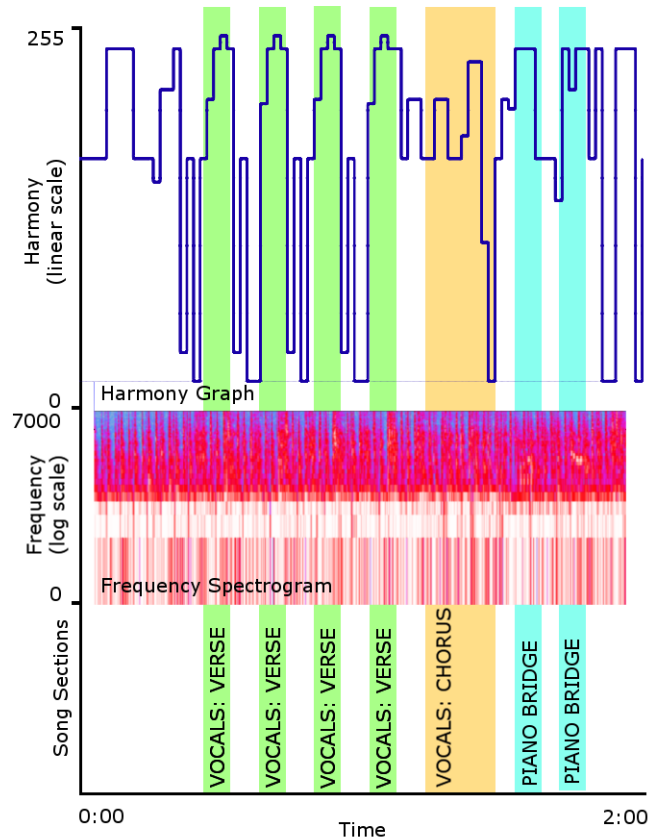 255
Harmony
(linear scale)
0
Harmony Graph
7000
Frequency
(log scale)
0
Frequency Spectrogram
Song Sections
VOCALS: VERSE
VOCALS: VERSE
VOCALS: VERSE
VOCALS: VERSE
VOCALS: CHORUS
PIANO BRIDGE
PIANO BRIDGE
0:00
Time
2:00